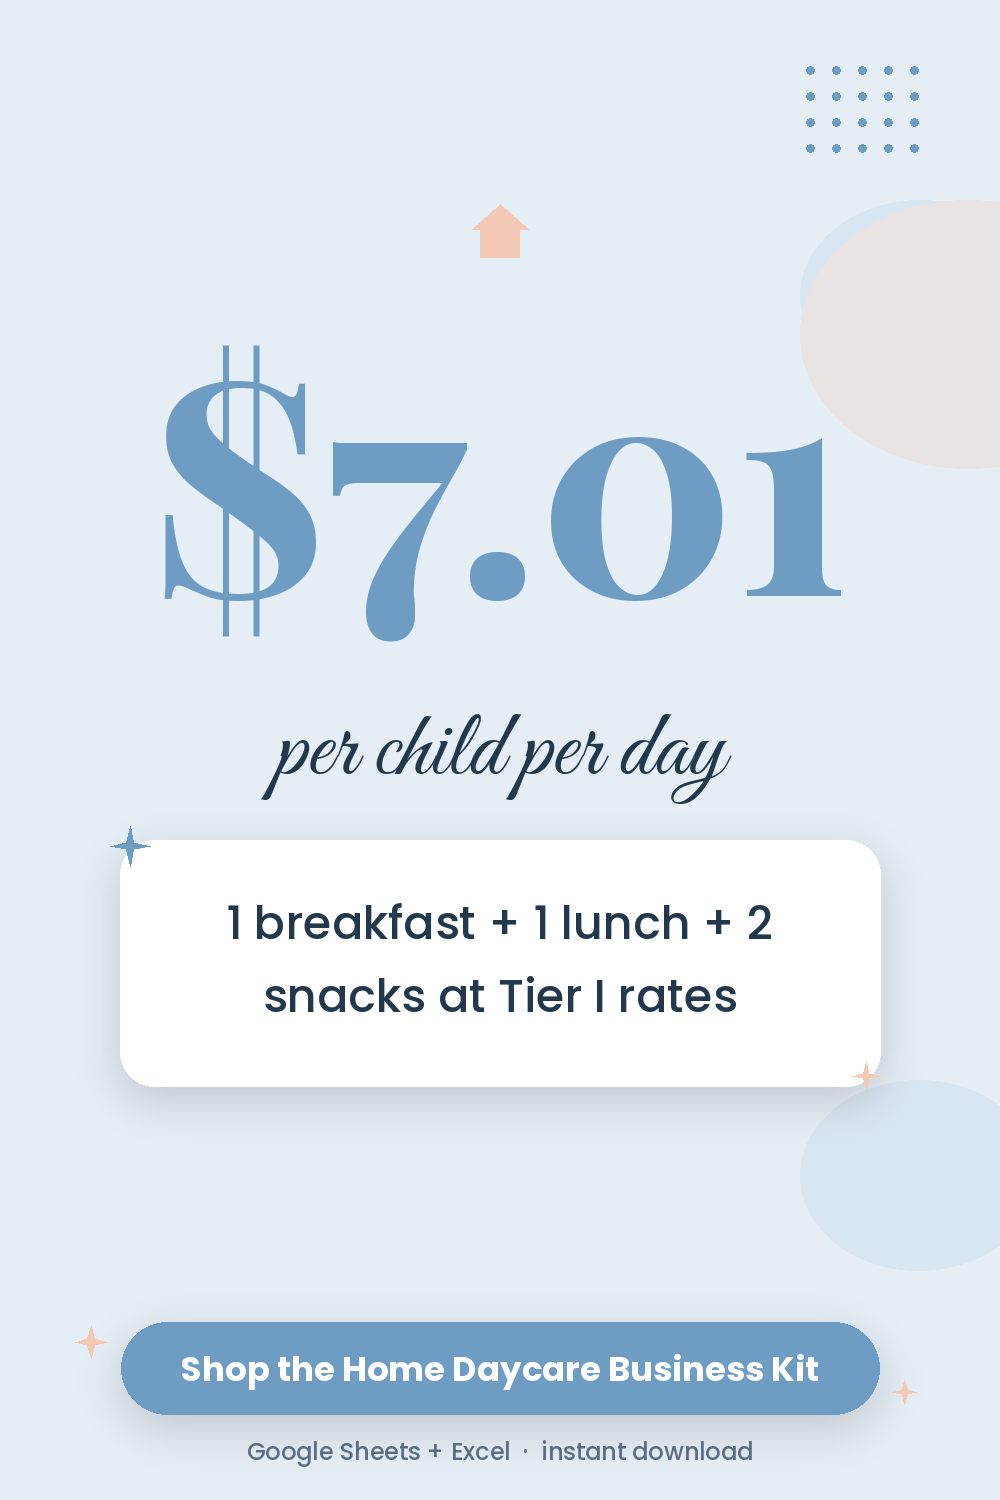 $7.01
per child per day
1 breakfast + 1 lunch + 2
snacks at Tier I rates
Shop the Home Daycare Business Kit
Google Sheets + Excel · instant download